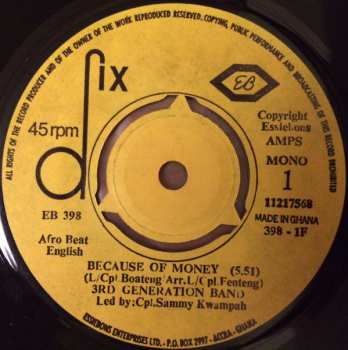 ALL RIGHTS OF THE RECORD PRODUCER AND OF THE OWNER OF THE WORK REPRODUCED RESERVED, COPYING, PUBLIC PERFORMANCE AND BROADCASTING OF THIS RECORD PROHIBITED
dix
EB
45 rpm
Copyright
Essiebons
AMPS
MONO
1
11217568
EB 398
MADE IN GHANA
398 - 1F
Afro Beat
English
BECAUSE OF MONEY (5.51)
(L/Cpl.Boateng/Arr.L/Cpl.Fenteng)
3RD GENERATION BAND
Led by:Cpl.Sammy Kwampah
ESSIEBONS ENTERPRISES LTD. - P.O. BOX 2997 - ACCRA - GHANA